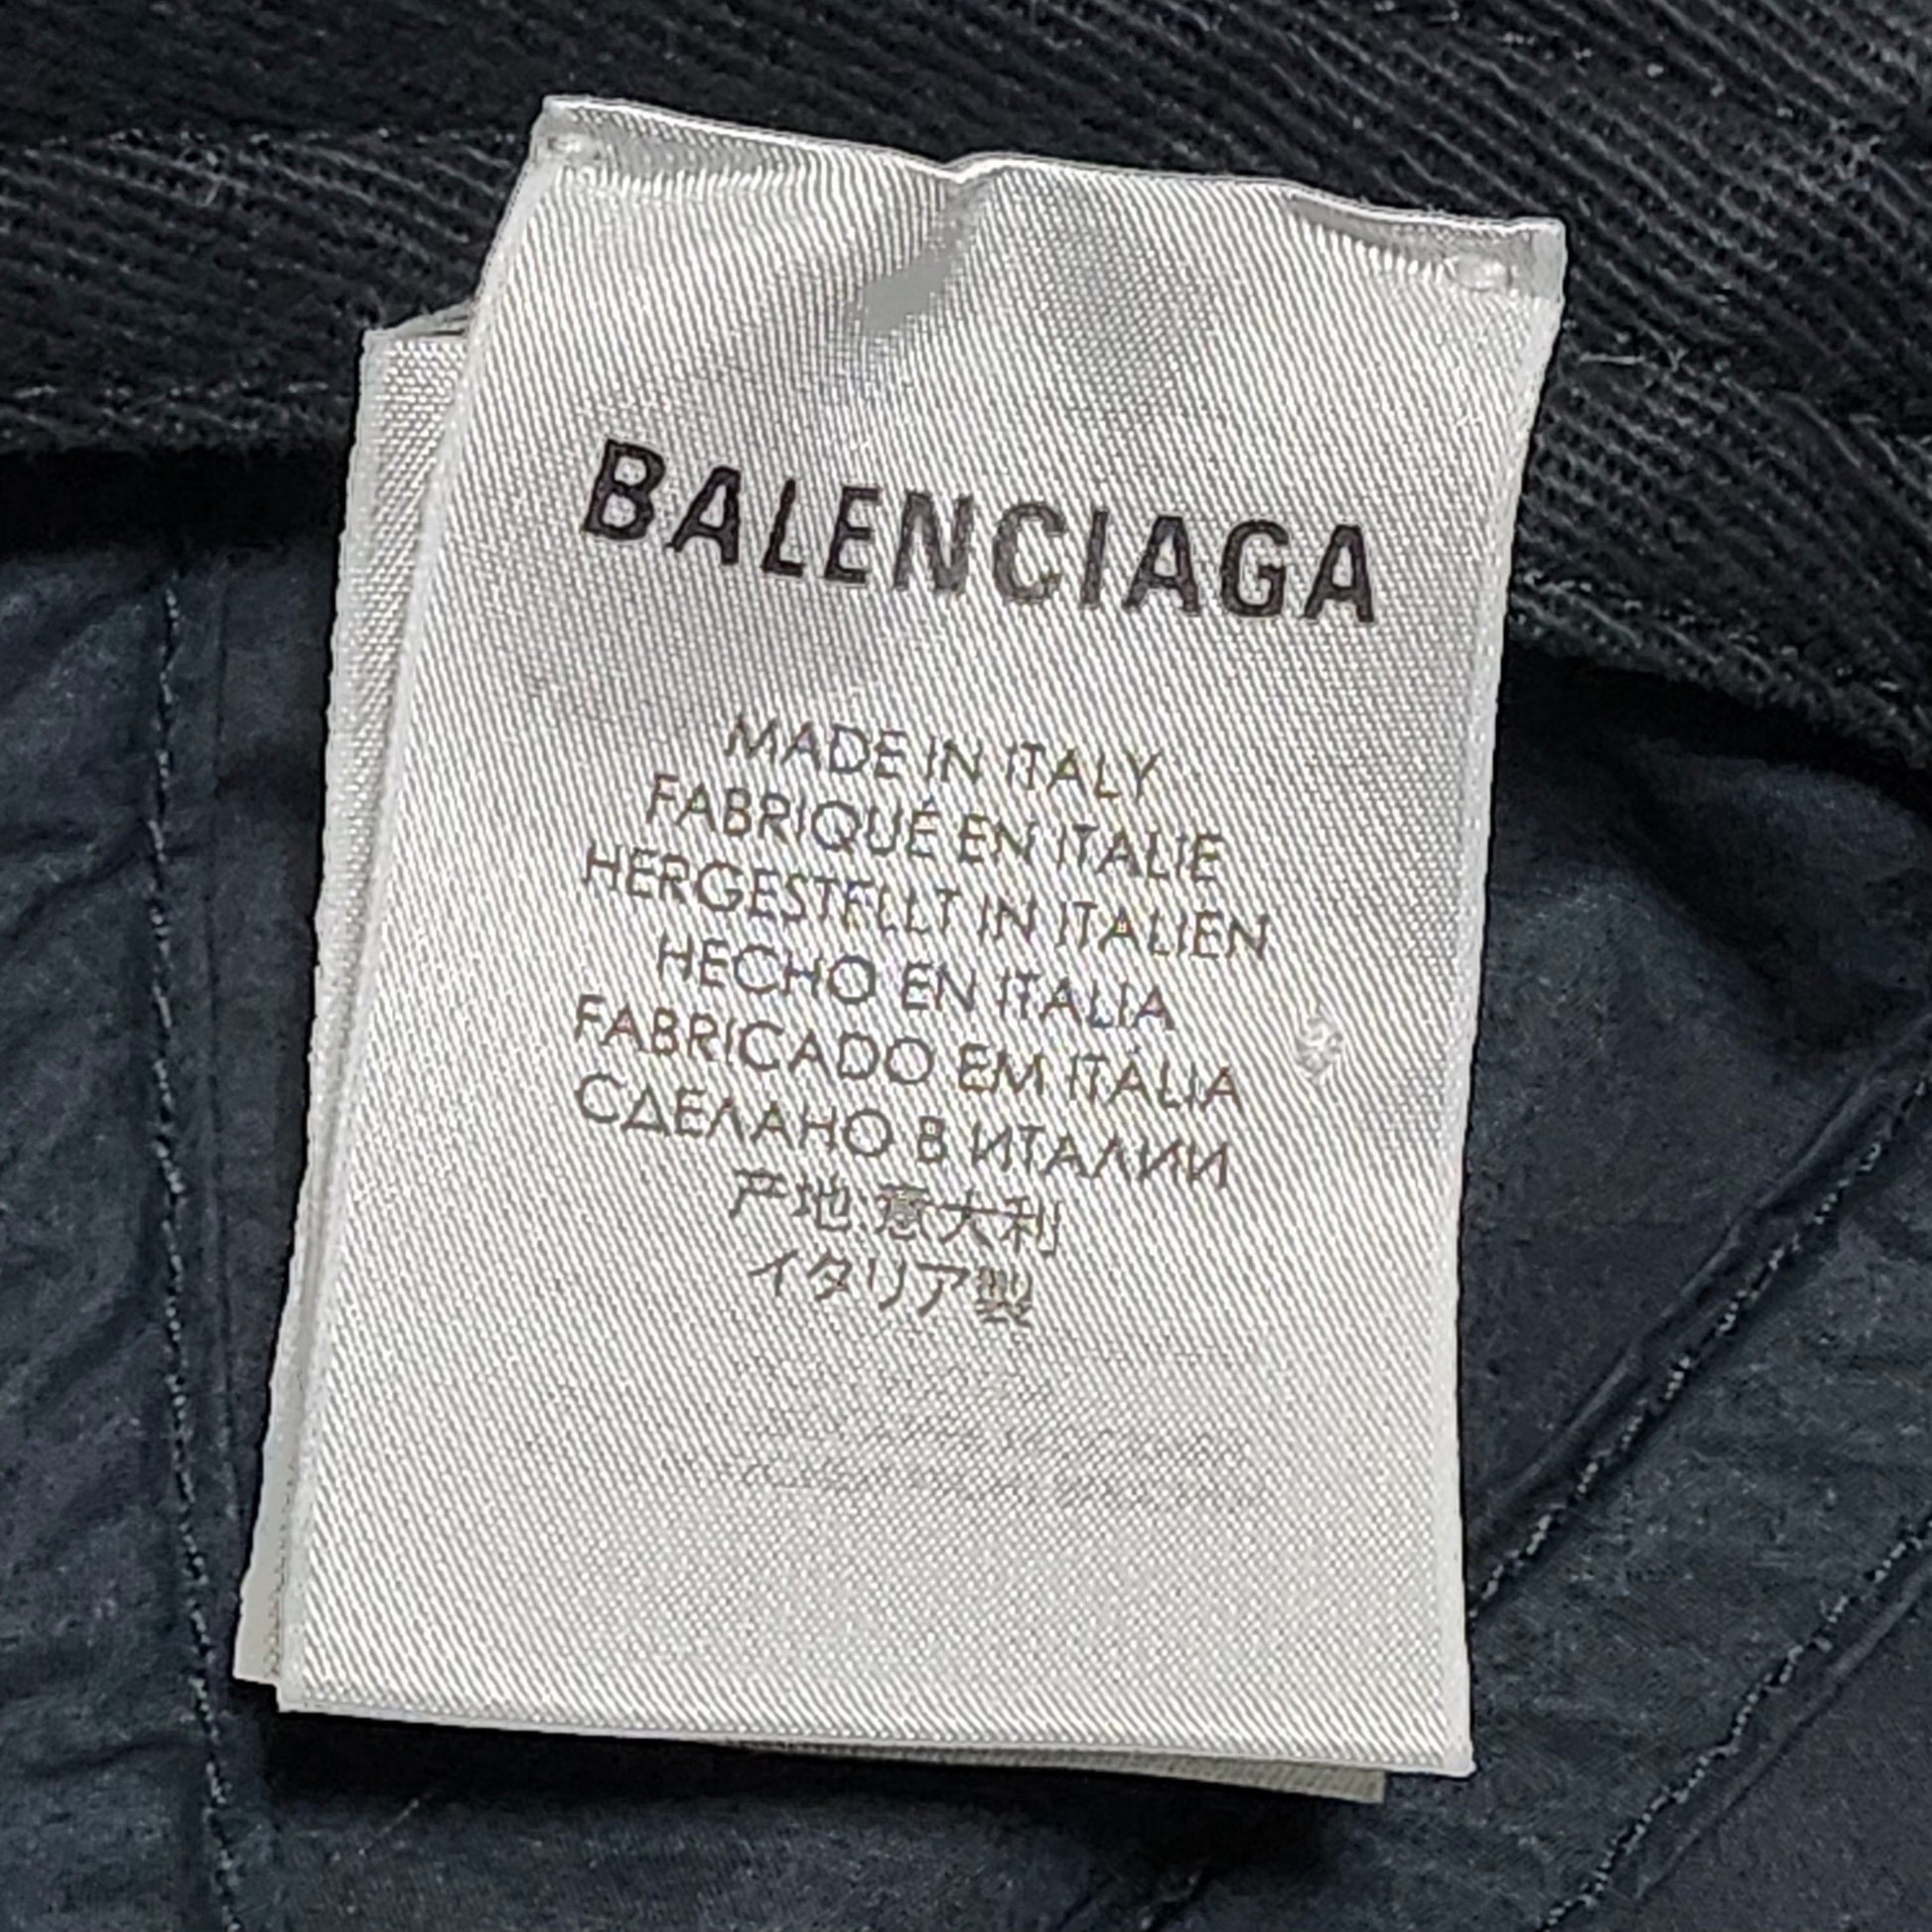 BALENCIAGA
MADE IN ITALY
FABRIQUÉ EN ITALIE
HERGESTELLT IN ITALIEN
HECHO EN ITALIA
FABRICADO EM ITÁLIA
СДЕЛАНО В ИТАЛИИ
产地:意大利
イタリア製